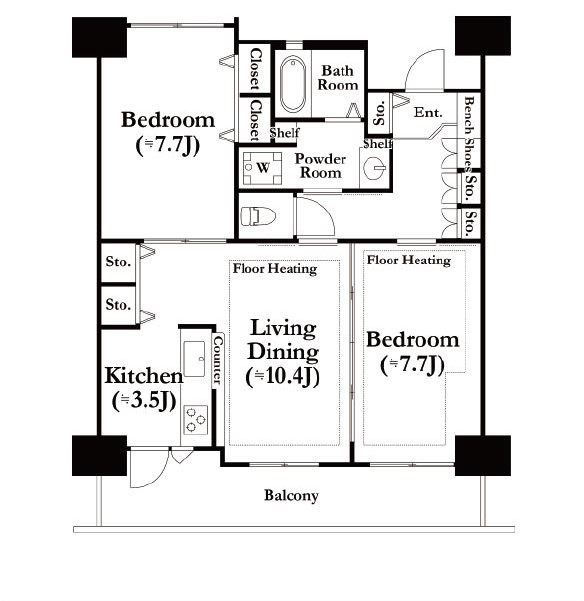 Closet
Bath
Room
Ent.
Sto.
Bench
Shoes
Bedroom
(≒7.7J)
Closet
Shelf
Shelf
W
Powder
Room
Sto.
Sto.
Sto.
Sto.
Floor Heating
Floor Heating
Living
Dining
(≒10.4J)
Bedroom
(≒7.7J)
Counter
Kitchen
(≒3.5J)
Balcony